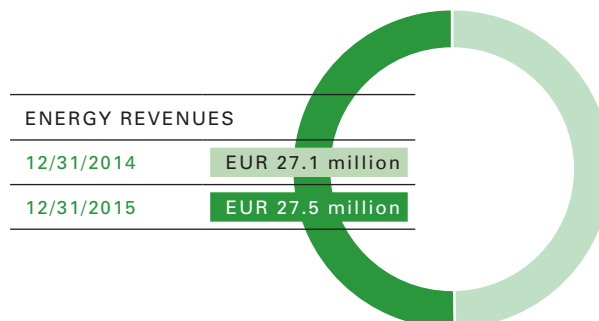 ENERGY REVENUES
12/31/2014 EUR 27.1 million
12/31/2015 EUR 27.5 million